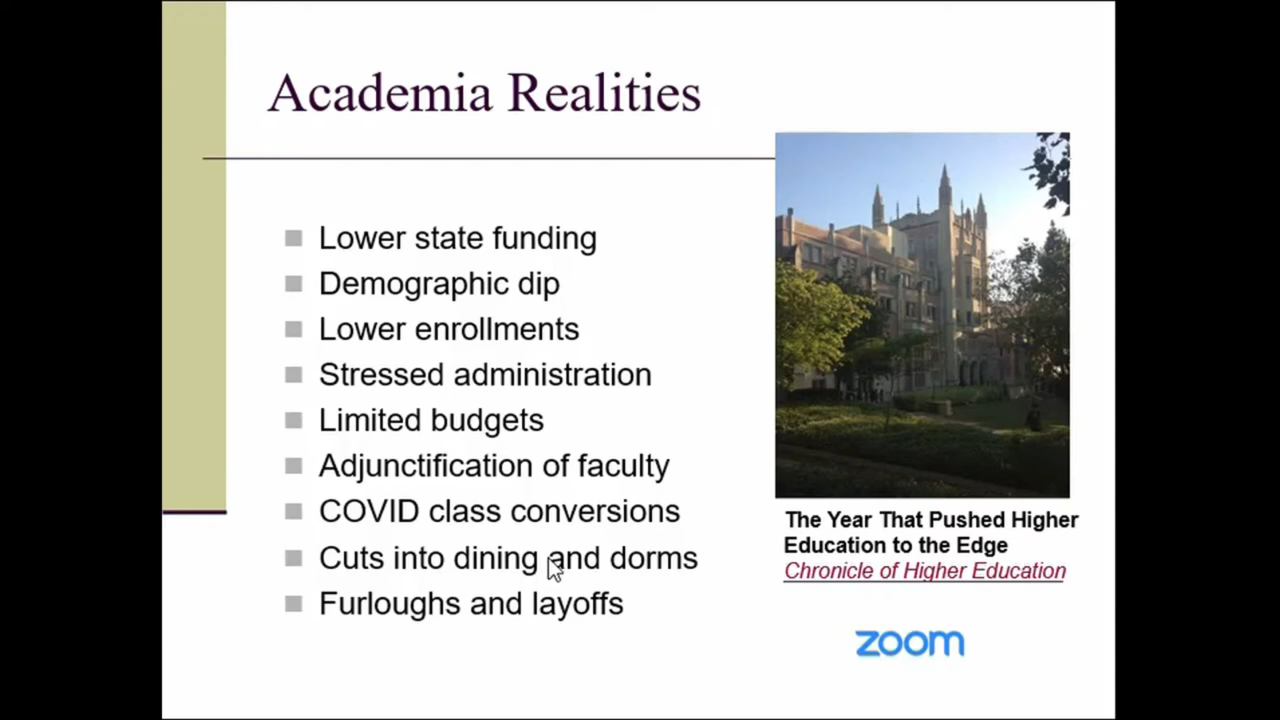 Academia Realities
Lower state funding
Demographic dip
Lower enrollments
Stressed administration
Limited budgets
Adjunctification of faculty
COVID class conversions
Cuts into dining and dorms
Furloughs and layoffs
The Year That Pushed Higher
Education to the Edge
Chronicle of Higher Education
zoom